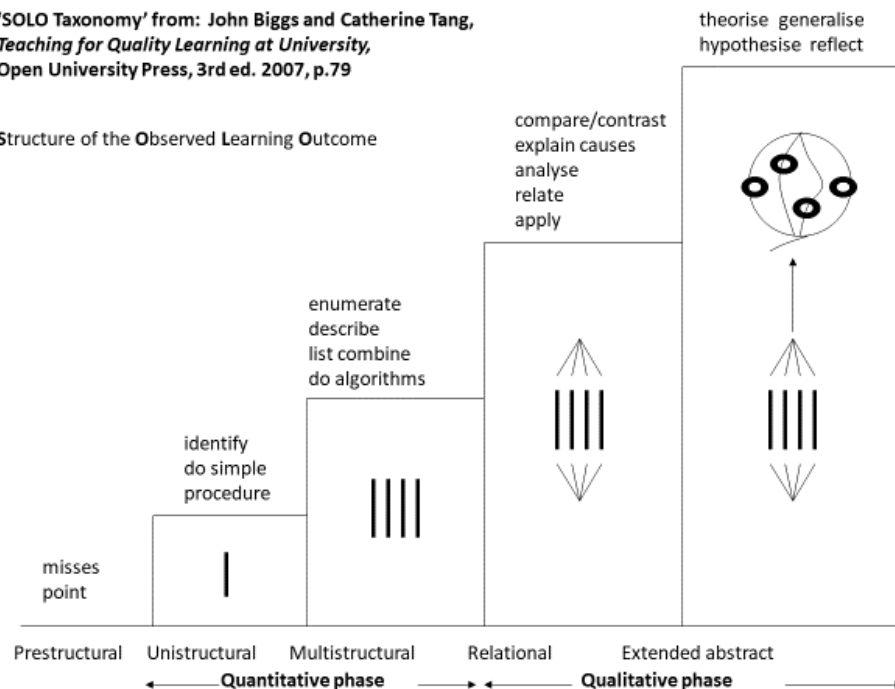 'SOLO Taxonomy' from: John Biggs and Catherine Tang,
Teaching for Quality Learning at University,
Open University Press, 3rd ed. 2007, p.79
Structure of the Observed Learning Outcome
theorise generalise
hypothesise reflect
compare/contrast
explain causes
analyse
relate
apply
enumerate
describe
list combine
do algorithms
identify
do simple
procedure
misses
point
Prestructural Unistructural Multistructural Relational Extended abstract
Quantitative phase Qualitative phase